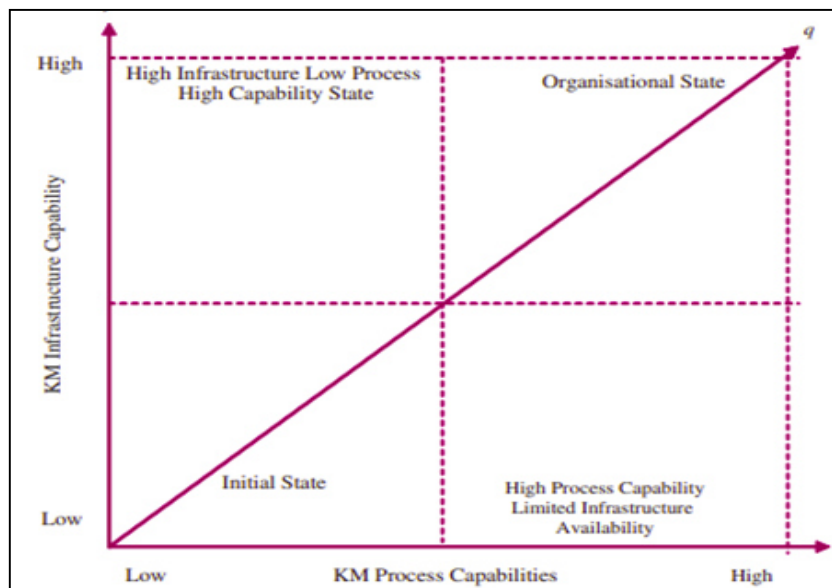 q
High
High Infrastructure Low Process
High Capability State
Organisational State
KM Infrastructure Capability
Initial State
High Process Capability
Limited Infrastructure
Availability
Low
Low
KM Process Capabilities
High